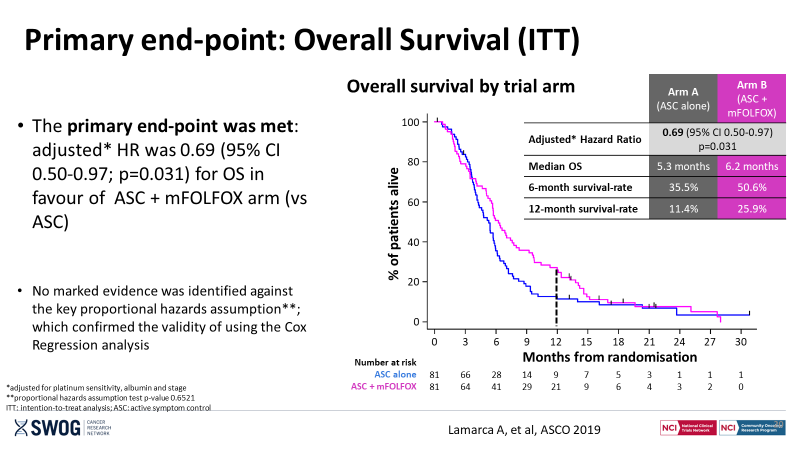 Primary end-point: Overall Survival (ITT)
• The primary end-point was met:
adjusted* HR was 0.69 (95% CI
0.50-0.97; p=0.031) for OS in
favour of ASC + mFOLFOX arm (vs
ASC)
• No marked evidence was identified against
the key proportional hazards assumption**;
which confirmed the validity of using the Cox
Regression analysis
*adjusted for platinum sensitivity, albumin and stage
**proportional hazards assumption test p-value 0.6521
ITT: intention-to-treat analysis; ASC: active symptom control
Overall survival by trial arm
Arm A
(ASC alone)
Arm B
(ASC +
mFOLFOX)
Adjusted* Hazard Ratio
0.69 (95% CI 0.50-0.97)
p=0.031
Median OS 5.3 months 6.2 months
6-month survival-rate 35.5% 50.6%
12-month survival-rate 11.4% 25.9%
% of patients alive
100
80
60
40
20
0
0 3 6 9 12 15 18 21 24 27 30
Months from randomisation
Number at risk
ASC alone 81 66 28 14 9 7 5 3 1 1 1
ASC + mFOLFOX 81 64 41 29 21 9 6 4 3 2 0
SWOG
CANCER
RESEARCH
NETWORK
Lamarca A, et al, ASCO 2019
NCI
National Clinical
Trials Network
NCI
Community Oncology
Research Program